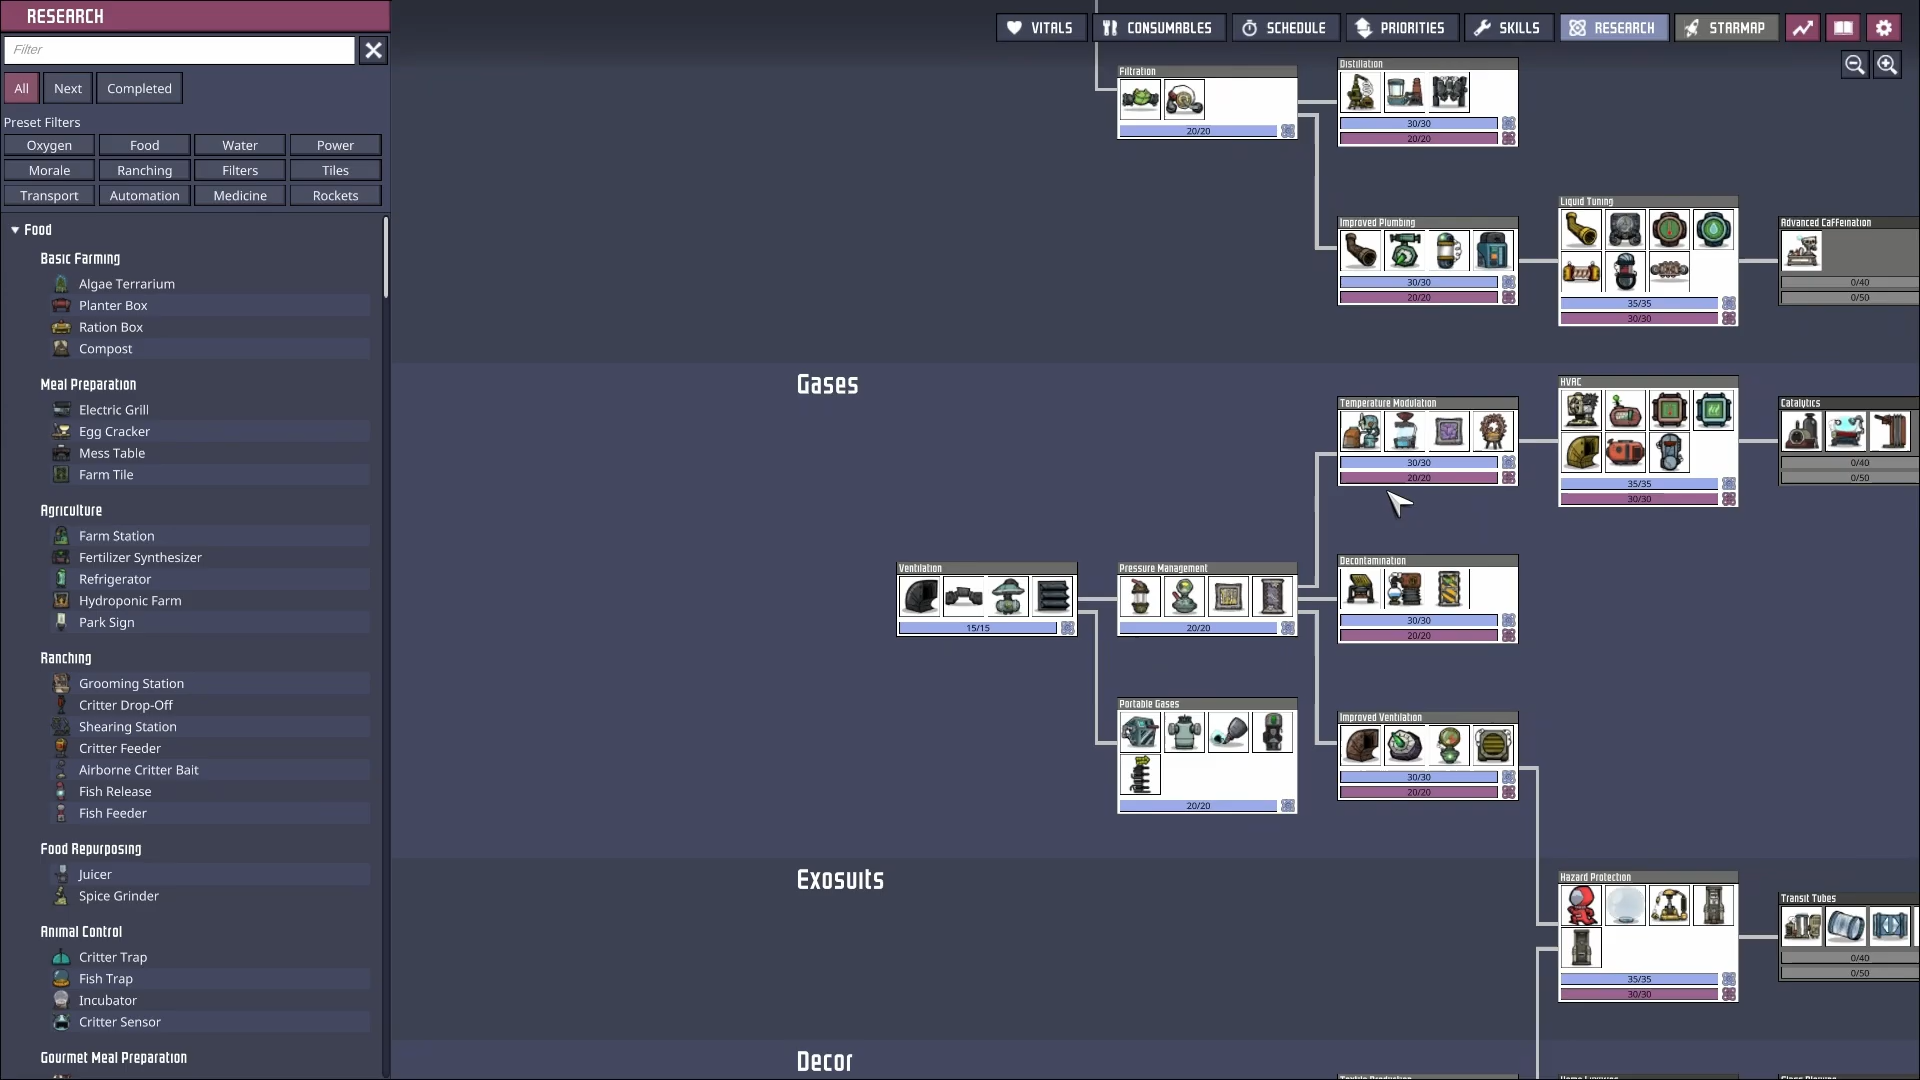 RESEARCH
VITALS
CONSUMABLES
SCHEDULE
PRIORITIES
SKILLS
RESEARCH
STARMAP
Filter
All
Next
Completed
Preset Filters
Oxygen
Food
Water
Power
Morale
Ranching
Filters
Tiles
Transport
Automation
Medicine
Rockets
Food
Basic Farming
Algae Terrarium
Planter Box
Ration Box
Compost
Meal Preparation
Electric Grill
Egg Cracker
Mess Table
Farm Tile
Agriculture
Farm Station
Fertilizer Synthesizer
Refrigerator
Hydroponic Farm
Park Sign
Ranching
Grooming Station
Critter Drop-Off
Shearing Station
Critter Feeder
Airborne Critter Bait
Fish Release
Fish Feeder
Food Repurposing
Juicer
Spice Grinder
Animal Control
Critter Trap
Fish Trap
Incubator
Critter Sensor
Gourmet Meal Preparation
Filtration
20/20
Distillation
30/30
20/20
Improved Plumbing
30/30
20/20
Liquid Tuning
35/35
30/30
Advanced Caffeination
0/40
0/50
Gases
Temperature Modulation
30/30
20/20
HVAC
35/35
30/30
Catalytics
0/40
0/50
Ventilation
15/15
Pressure Management
20/20
Decontamination
30/30
20/20
Portable Gases
20/20
Improved Ventilation
30/30
20/20
Exosuits
Hazard Protection
35/35
30/30
Transit Tubes
0/40
0/50
Decor